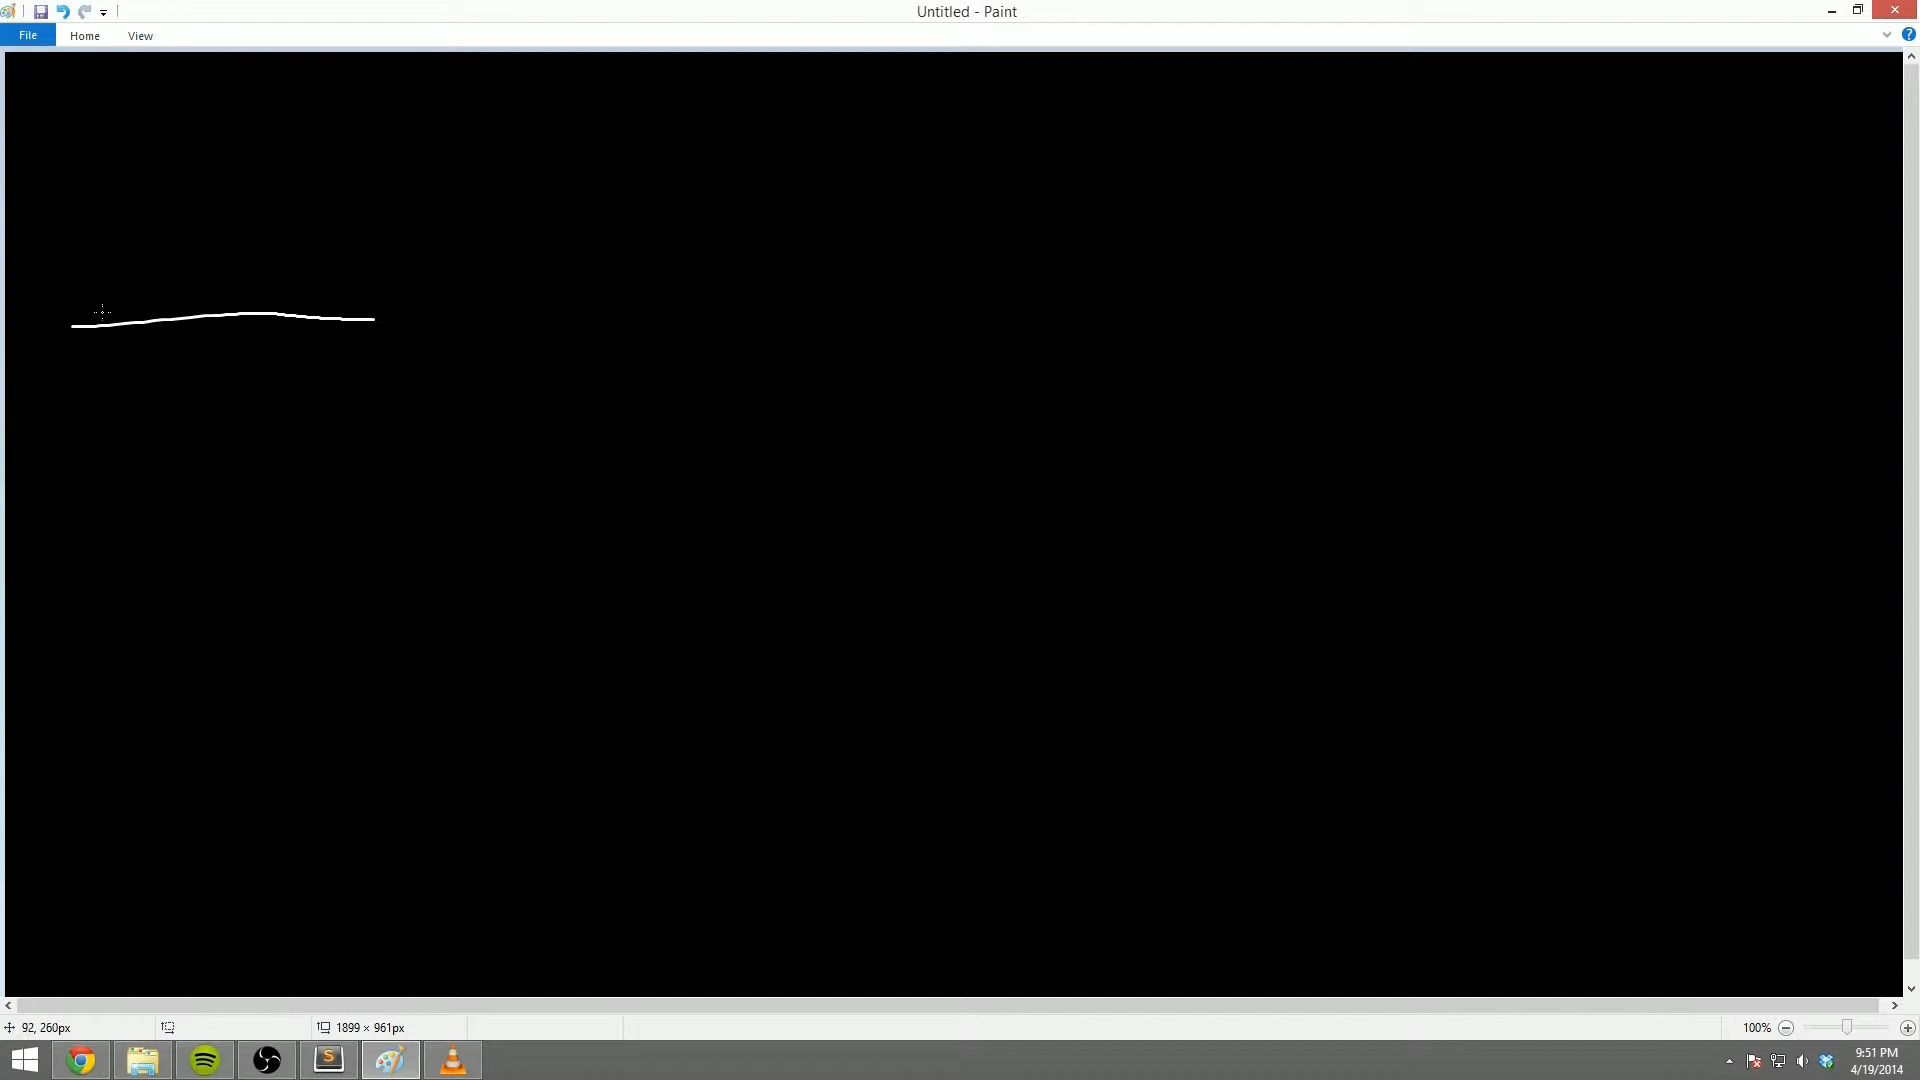 Untitled - Paint
File Home View
92, 260px 1899 × 961px 100%
9:51 PM
4/19/2014